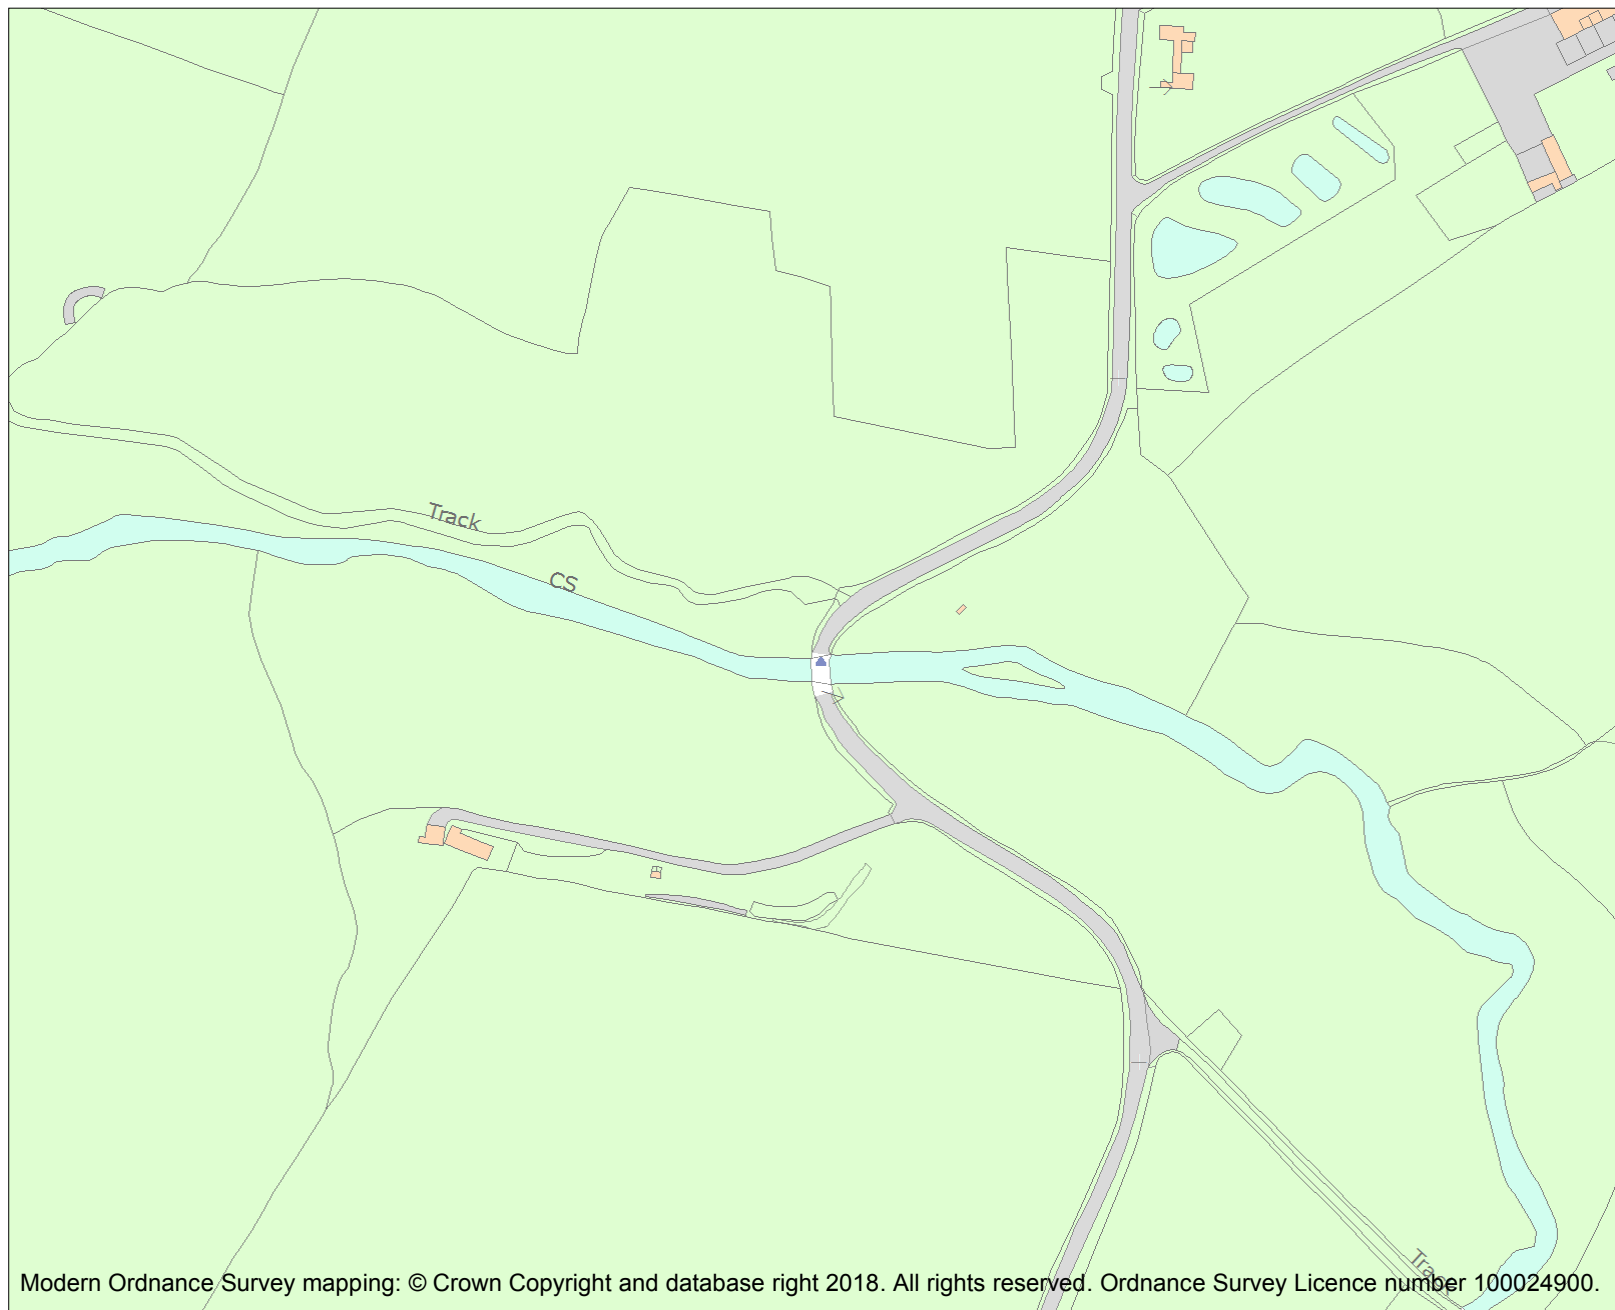 Track
CS
Track
Modern Ordnance Survey mapping: © Crown Copyright and database right 2018. All rights reserved. Ordnance Survey Licence number 100024900.